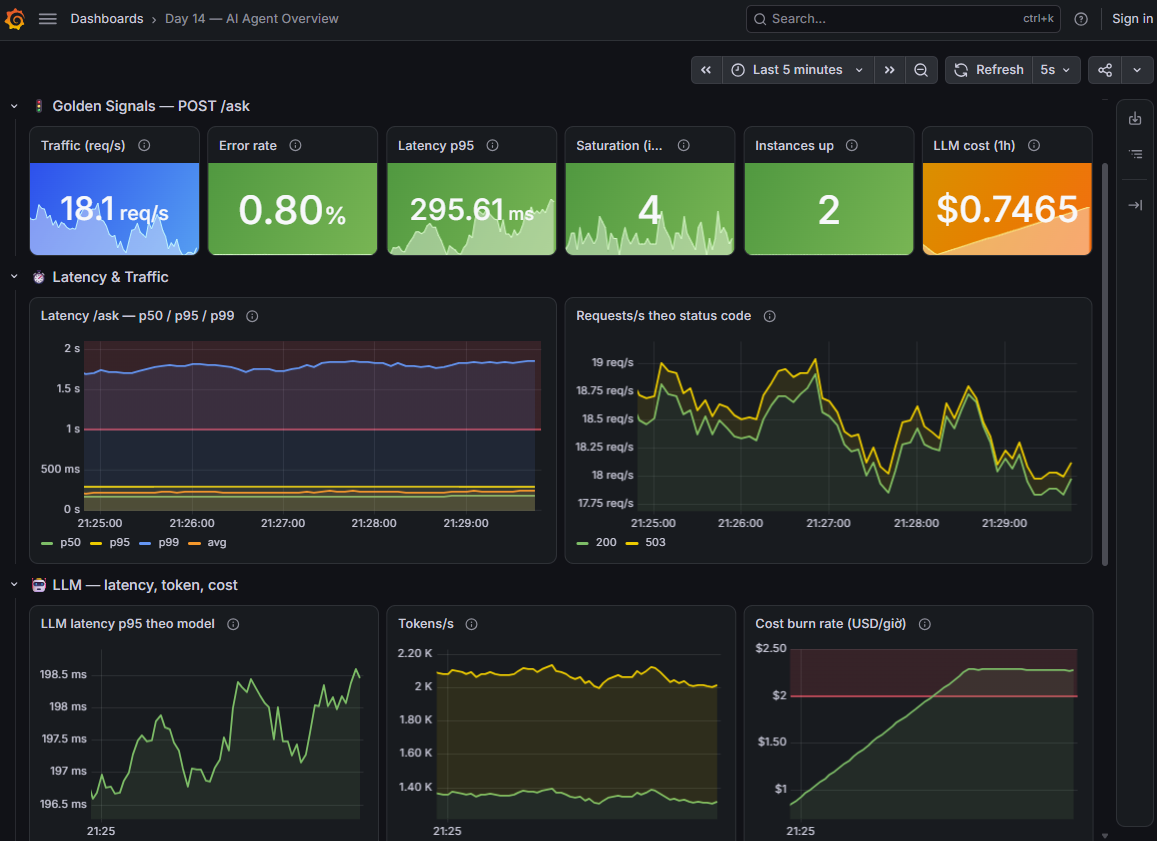 Dashboards › Day 14 — AI Agent Overview
Search...
ctrl+k
Sign in
Last 5 minutes
Refresh
5s
Golden Signals — POST /ask
Traffic (req/s)
18.1 req/s
Error rate
0.80%
Latency p95
295.61 ms
Saturation (i...
4
Instances up
2
LLM cost (1h)
$0.7465
Latency & Traffic
Latency /ask — p50 / p95 / p99
2 s
1.5 s
1 s
500 ms
0 s
21:25:00
21:26:00
21:27:00
21:28:00
21:29:00
p50
p95
p99
avg
Requests/s theo status code
19 req/s
18.75 req/s
18.5 req/s
18.25 req/s
18 req/s
17.75 req/s
21:25:00
21:26:00
21:27:00
21:28:00
21:29:00
200
503
LLM — latency, token, cost
LLM latency p95 theo model
198.5 ms
198 ms
197.5 ms
197 ms
196.5 ms
21:25
Tokens/s
2.20 K
2 K
1.80 K
1.60 K
1.40 K
21:25
Cost burn rate (USD/giờ)
$2.50
$2
$1.50
$1
21:25